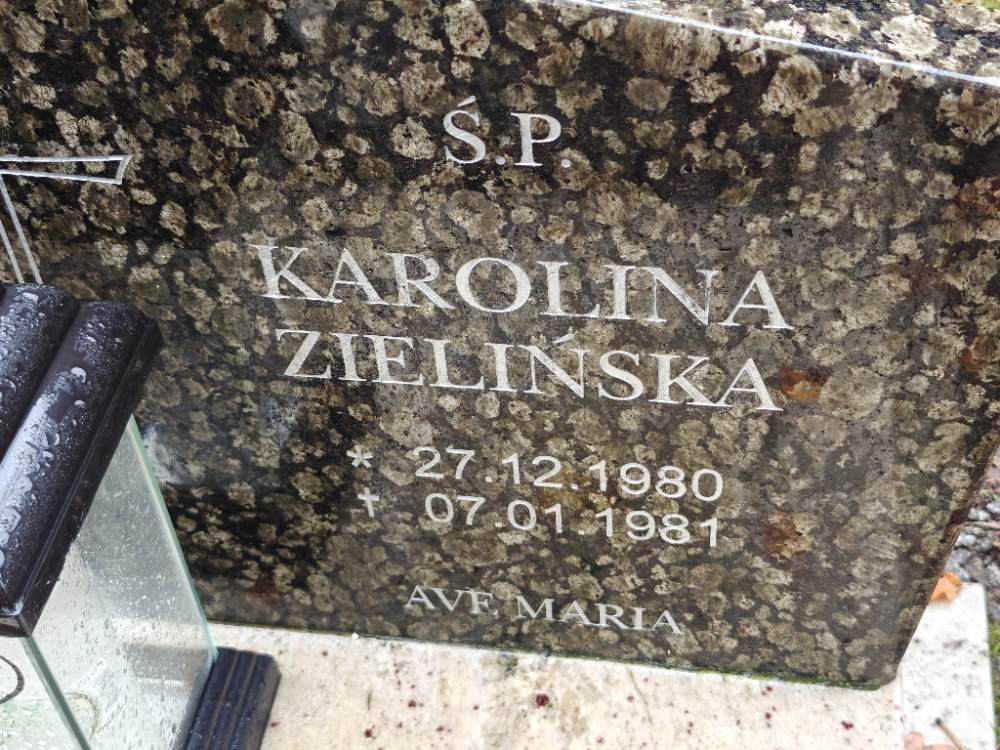 Ś.P.
KAROLINA
ZIELIŃSKA
* 27.12.1980
† 07.01.1981
AVE MARIA